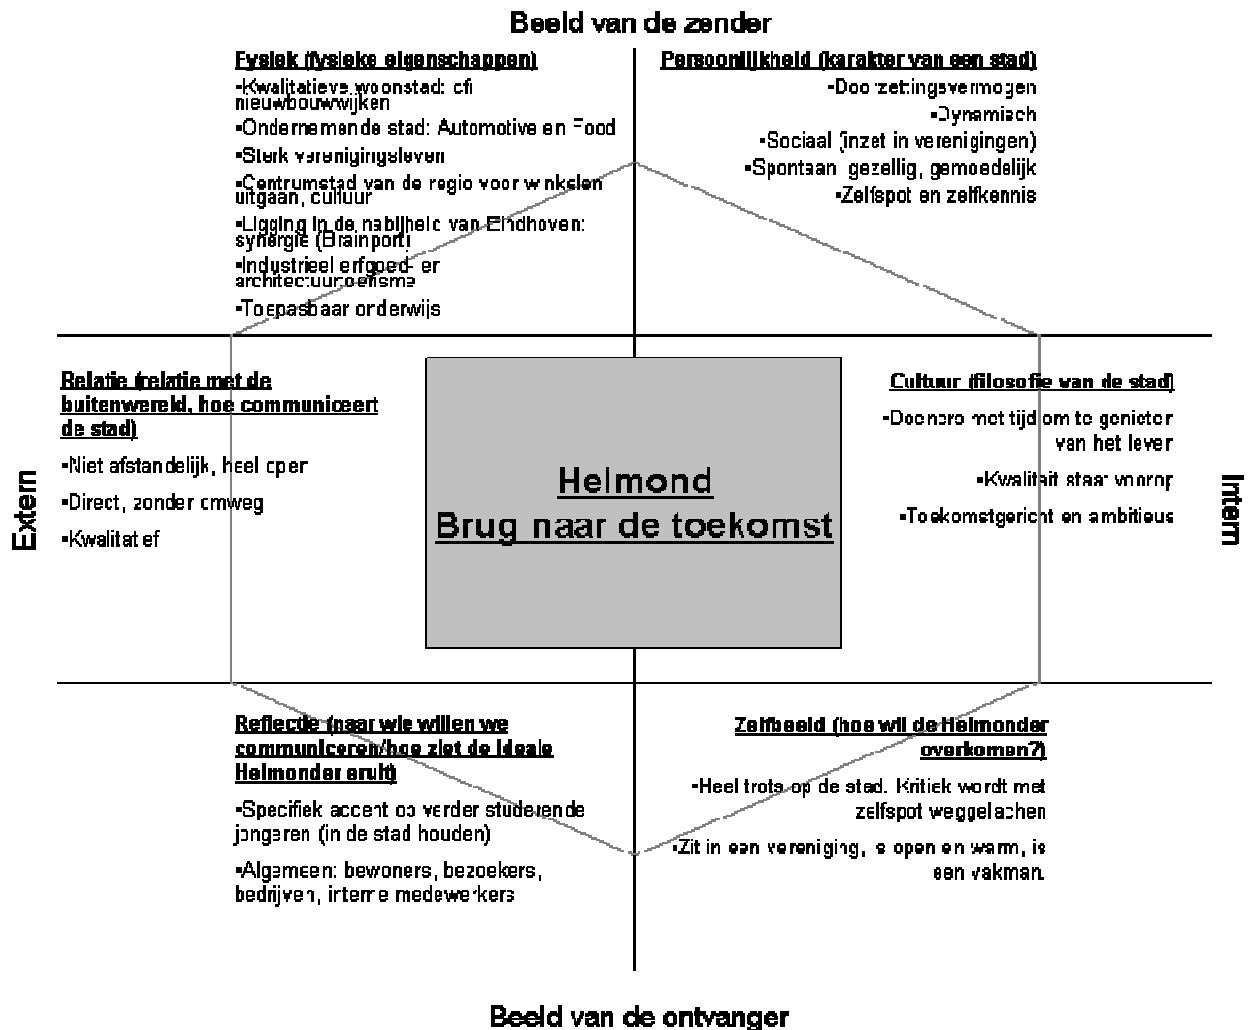 Beeld van de zender
Fysiek (fysieke eigenschappen)
▪Kwalitatieve woonstad: cfi
nieuwbouwwijken
▪Ondernemende stad: Automotive en Food
▪Sterk verenigingsleven
▪Centrumstad van de regio voor winkelen
uitgaan, cultuur
▪Ligging in de nabijheid van Eindhoven:
synergie (Brainport)
▪Industrieel erfgoed- en
architectuurtoerisme
▪Toepasbaar onderwijs
Persoonlijkheid (karakter van een stad)
▪Doorzettingsvermogen
▪Dynamisch
▪Sociaal (inzet in verenigingen)
▪Spontaan, gezellig, gemoedelijk
▪Zelfspot en zelfkennis
Extern
Relatie (relatie met de
buitenwereld, hoe communiceert
de stad)
▪Niet afstandelijk, heel open
▪Direct, zonder omweg
▪Kwalitatief
Helmond
Brug naar de toekomst
Cultuur (filosofie van de stad)
▪Doeners met tijd om te genieten
van het leven
▪Kwaliteit staat voorop
▪Toekomstgericht en ambitieus
Intern
Reflectie (naar wie willen we
communiceren/hoe ziet de ideale
Helmonder eruit)
▪Specifiek accent op verder studerende
jongeren (in de stad houden)
▪Algemeen: bewoners, bezoekers,
bedrijven, interne medewerkers
Zelfbeeld (hoe wil de Helmonder
overkomen?)
▪Heel trots op de stad. Kritiek wordt met
zelfspot weggelachen
▪Zit in een vereniging, is open en warm, is
een vakman.
Beeld van de ontvanger